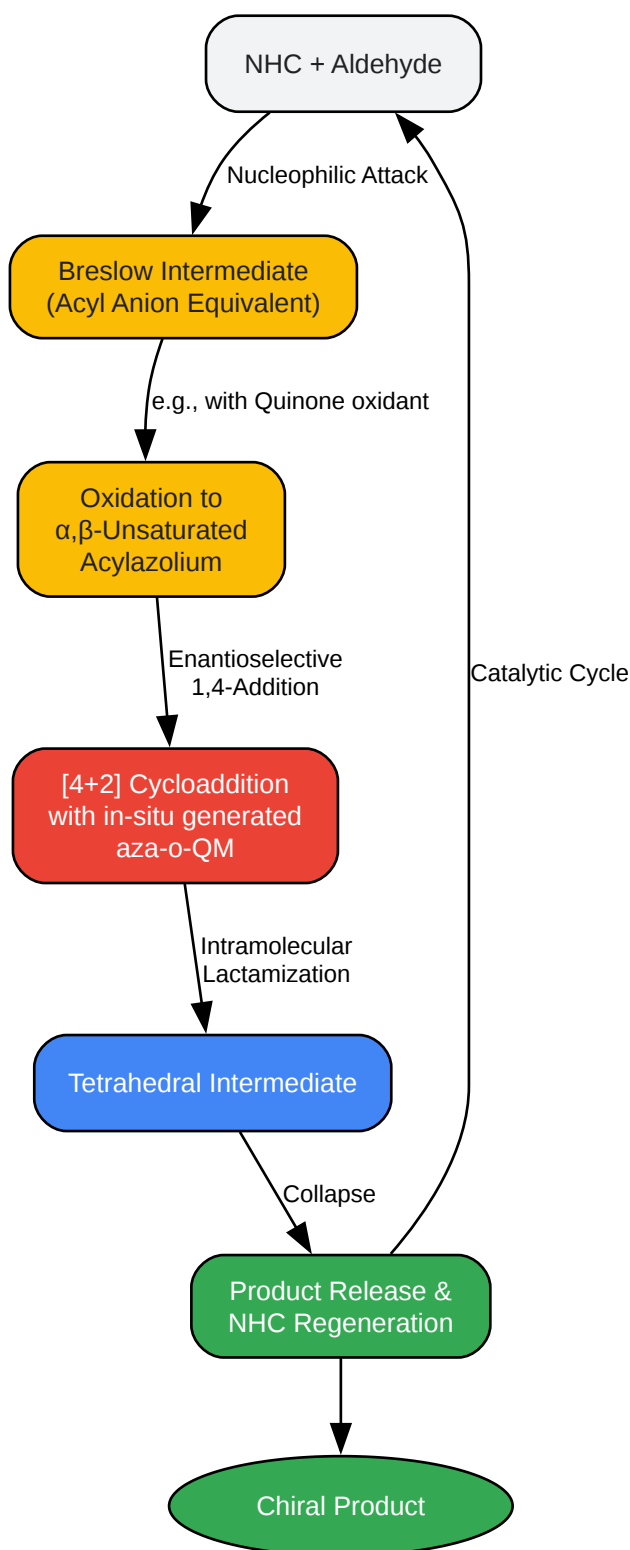 NHC + Aldehyde
Nucleophilic Attack
Breslow Intermediate
(Acyl Anion Equivalent)
e.g., with Quinone oxidant
Oxidation to
α,β-Unsaturated
Acylazolium
Enantioselective
1,4-Addition
Catalytic Cycle
[4+2] Cycloaddition
with in-situ generated
aza-o-QM
Intramolecular
Lactamization
Tetrahedral Intermediate
Collapse
Product Release &
NHC Regeneration
Chiral Product